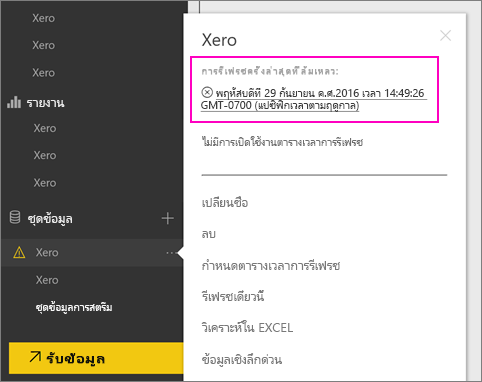 Xero
Xero
Xero
รายงาน
Xero
Xero
Xero
ชุดข้อมูล
Xero
Xero
ชุดข้อมูลการสตรีม
รับข้อมูล
Xero
การรีเฟรชครั้งล่าสุดที่ล้มเหลว:
พฤหัสบดีที่ 29 กันยายน ค.ศ.2016 เวลา 14:49:26
GMT-0700 (แปซิฟิกเวลาตามฤดูกาล)
ไม่มีการเปิดใช้งานตารางเวลาการรีเฟรช
เปลี่ยนชื่อ
ลบ
กำหนดตารางเวลาการรีเฟรช
รีเฟรชเดี๋ยวนี้
วิเคราะห์ใน EXCEL
ข้อมูลเชิงลึกด่วน